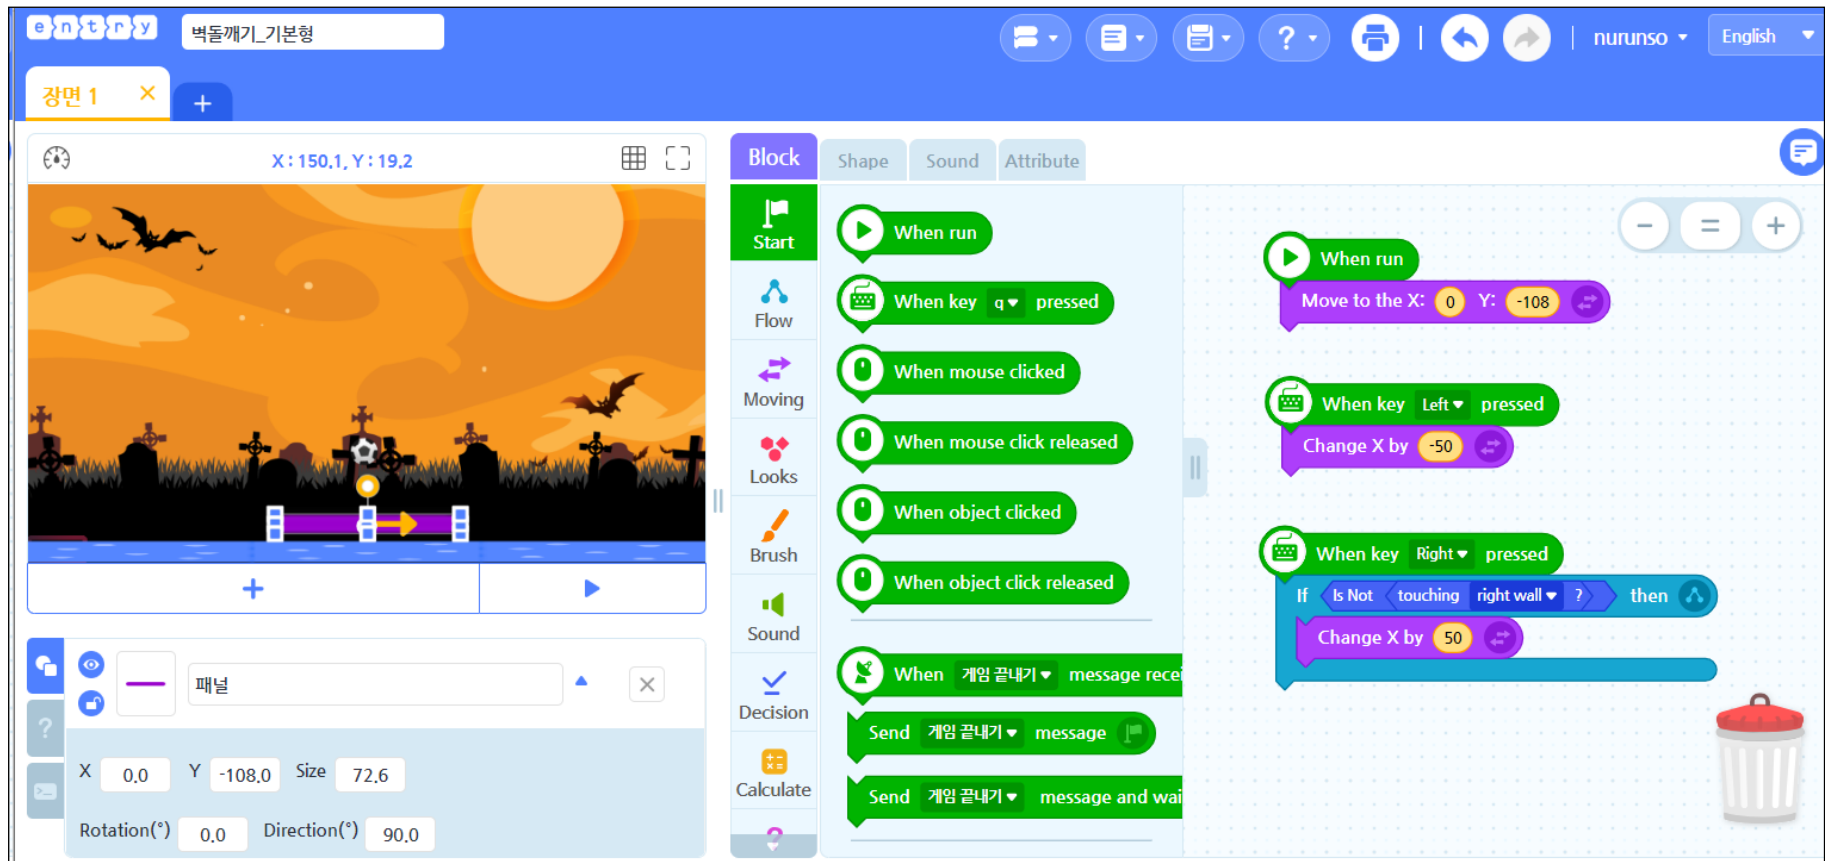 entry
벽돌깨기_기본형
?
nurunso
English
장면 1
X : 150.1, Y : 19.2
Block
Shape
Sound
Attribute
Start
Flow
Moving
Looks
Brush
Sound
Decision
Calculate
?
When run
When key q pressed
When mouse clicked
When mouse click released
When object clicked
When object click released
When 게임 끝내기 message recei
Send 게임 끝내기 message
Send 게임 끝내기 message and wai
When run
Move to the X: 0 Y: -108
When key Left pressed
Change X by -50
When key Right pressed
If Is Not touching right wall ? then
Change X by 50
패널
?
X 0.0 Y -108.0 Size 72.6
Rotation(°) 0.0 Direction(°) 90.0